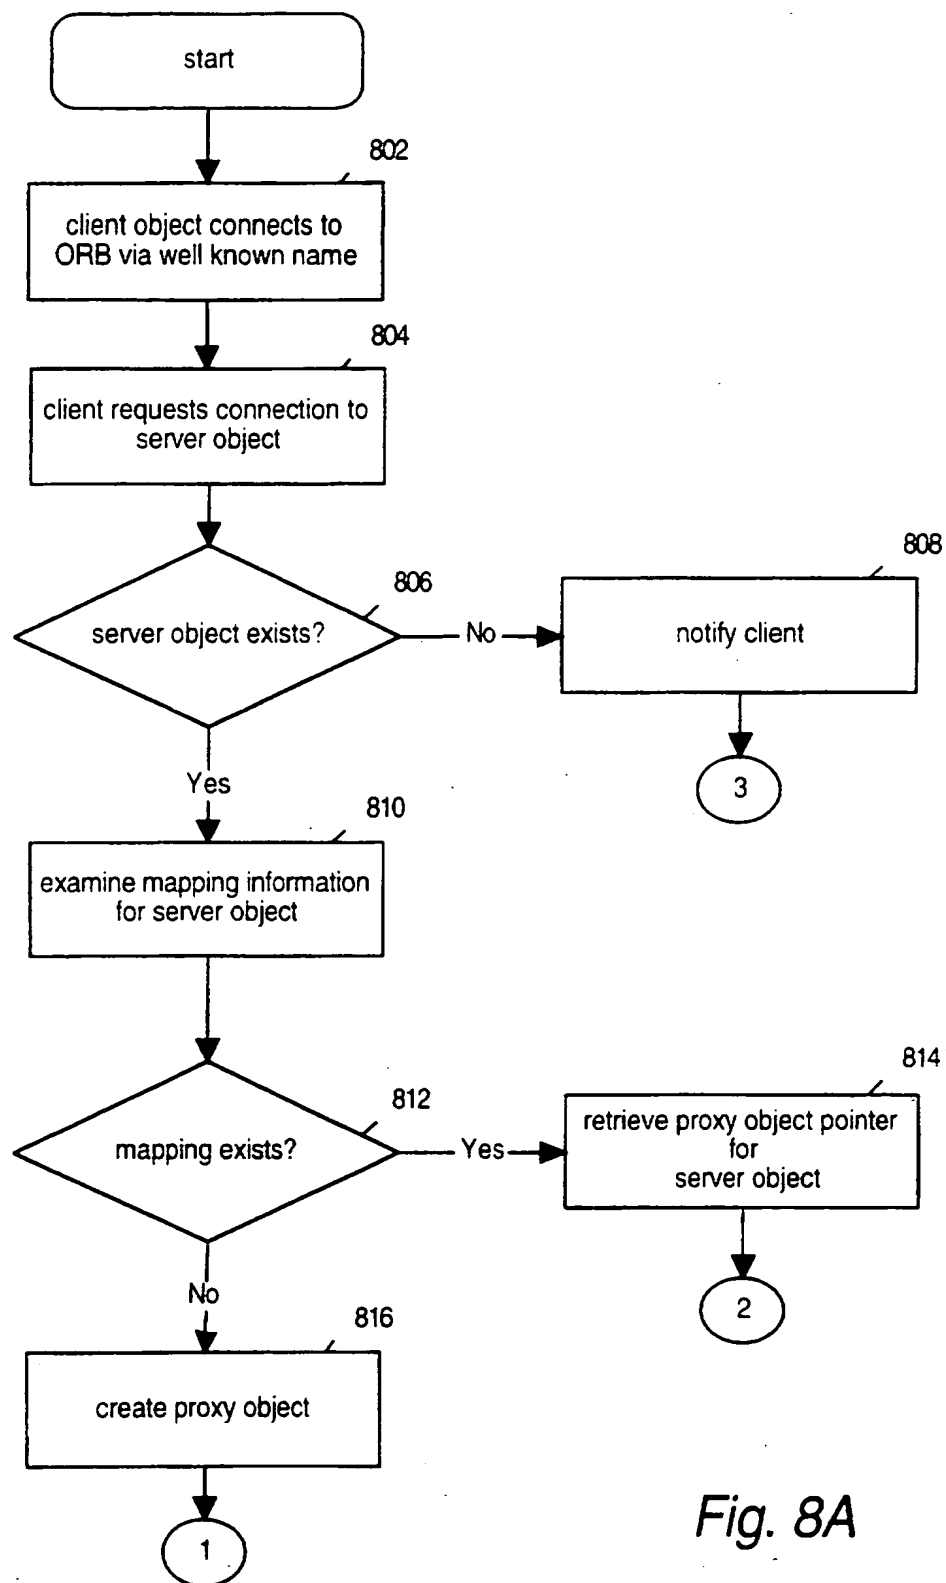 start
802
client object connects to
ORB via well known name
804
client requests connection to
server object
806
server object exists?
No
808
notify client
3
Yes
810
examine mapping information
for server object
812
mapping exists?
Yes
814
retrieve proxy object pointer
for
server object
2
No
816
create proxy object
1
Fig. 8A